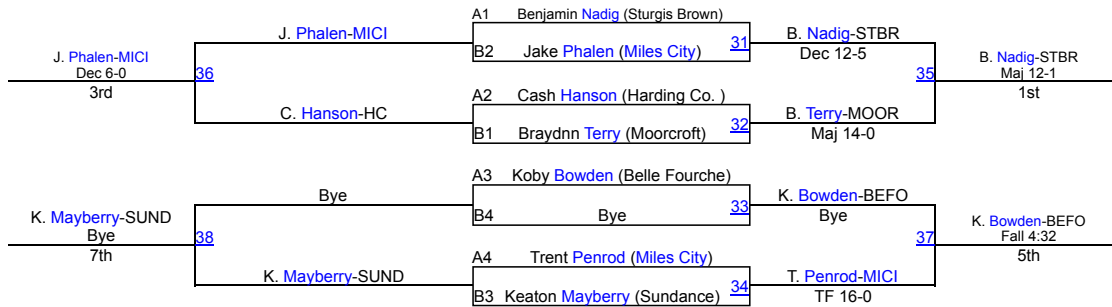 A1 Benjamin Nadig (Sturgis Brown)
J. Phalen-MICI 31 B. Nadig-STBR
B2 Jake Phalen (Miles City) Dec 12-5
J. Phalen-MICI B. Nadig-STBR
Dec 6-0 36 35 Maj 12-1
3rd 1st
A2 Cash Hanson (Harding Co. )
C. Hanson-HC 32 B. Terry-MOOR
B1 Braydnn Terry (Moorcroft) Maj 14-0
A3 Koby Bowden (Belle Fourche)
Bye 33 K. Bowden-BEFO
B4 Bye Bye
K. Mayberry-SUND K. Bowden-BEFO
Bye 38 37 Fall 4:32
7th 5th
A4 Trent Penrod (Miles City)
K. Mayberry-SUND 34 T. Penrod-MICI
B3 Keaton Mayberry (Sundance) TF 16-0